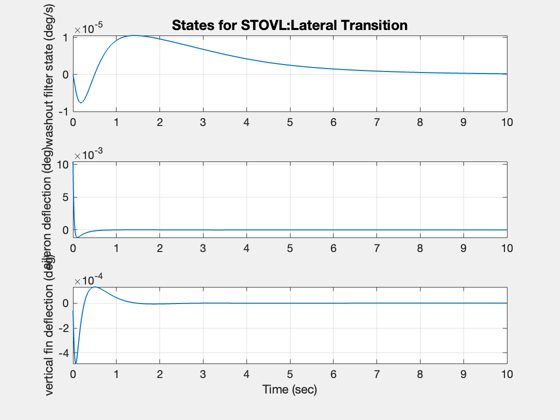 States for STOVL:Lateral Transition
×10⁻⁵
washout filter state (deg/s)
1
0
-1
0 1 2 3 4 5 6 7 8 9 10
×10⁻³
aileron deflection (deg)
10
5
0
0 1 2 3 4 5 6 7 8 9 10
×10⁻⁴
vertical fin deflection (deg)
0
-2
-4
0 1 2 3 4 5 6 7 8 9 10
Time (sec)